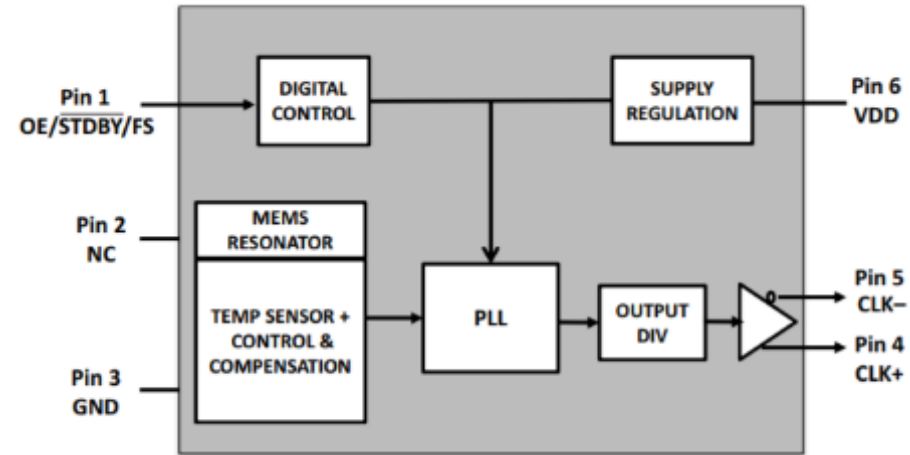 Pin 1
OE/STDBY/FS
DIGITAL
CONTROL
SUPPLY
REGULATION
Pin 6
VDD
Pin 2
NC
MEMS
RESONATOR
TEMP SENSOR +
CONTROL &
COMPENSATION
PLL
OUTPUT
DIV
Pin 5
CLK–
Pin 4
CLK+
Pin 3
GND